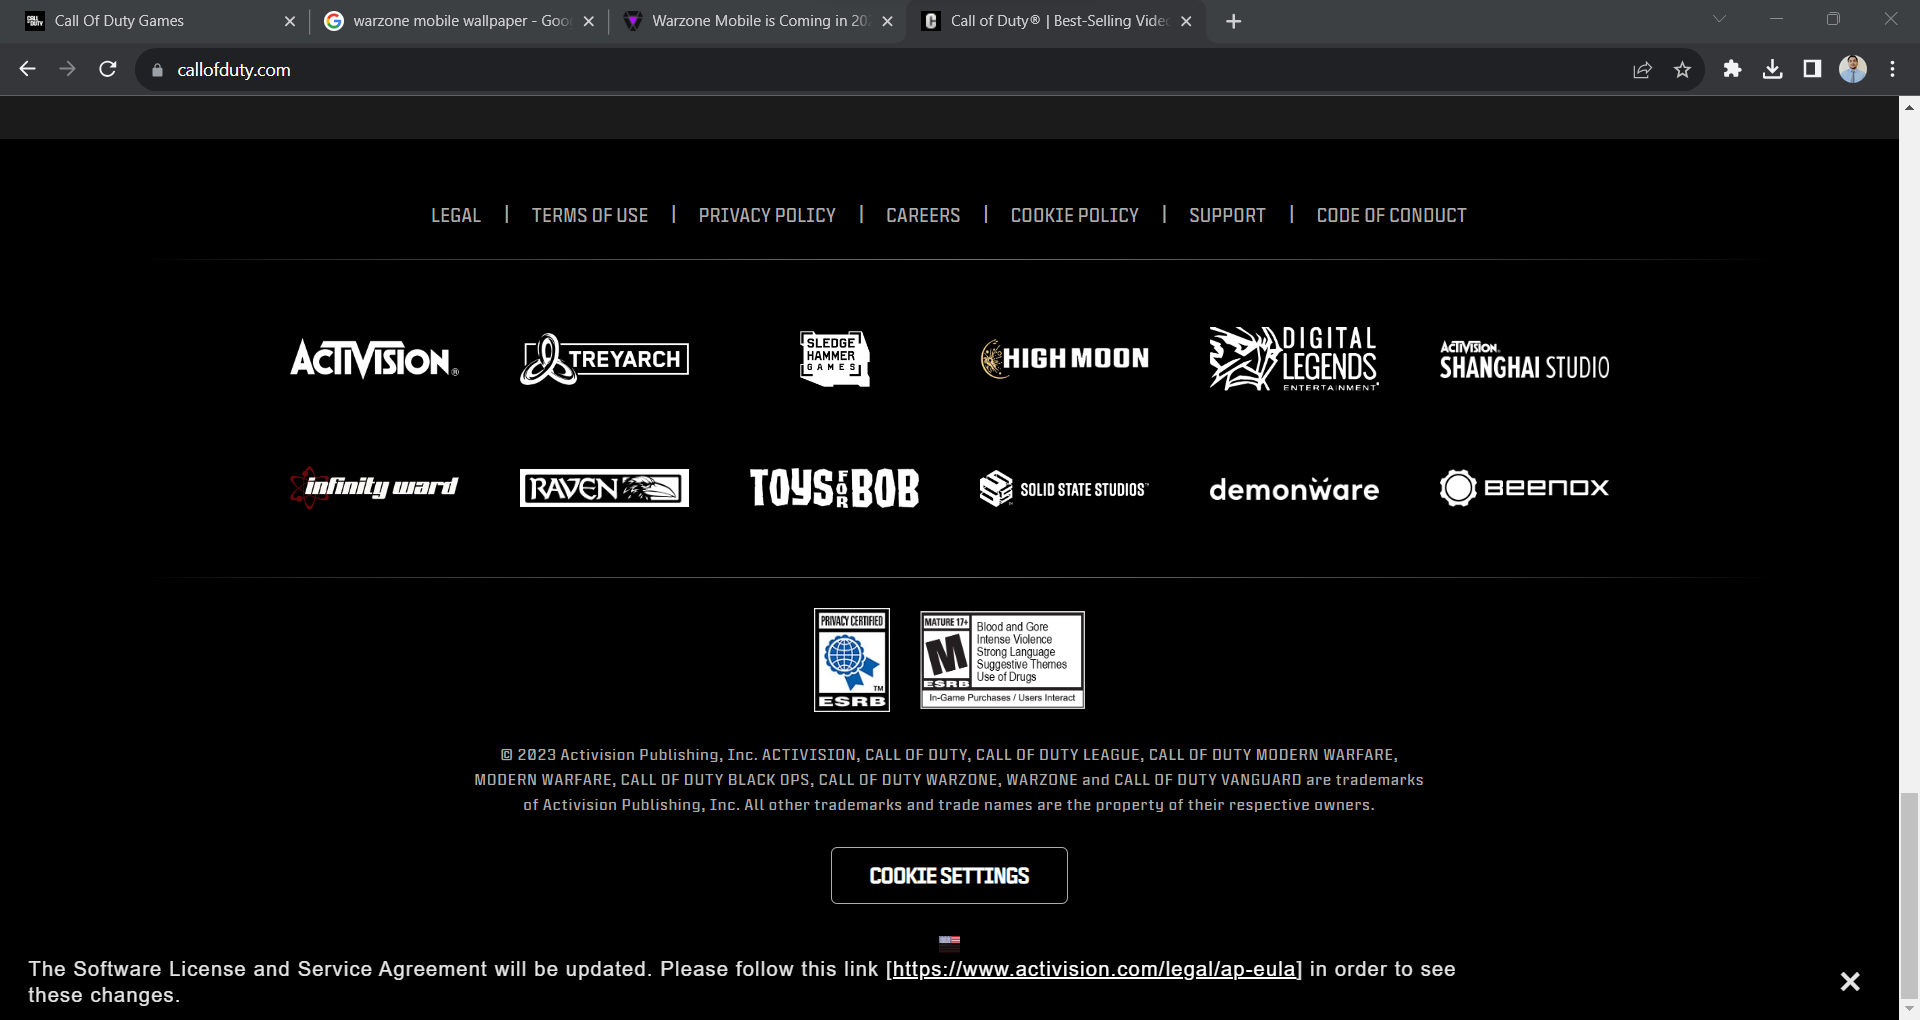 Call Of Duty Games
warzone mobile wallpaper - Goo
Warzone Mobile is Coming in 20
Call of Duty® | Best-Selling Vide
callofduty.com
LEGAL | TERMS OF USE | PRIVACY POLICY | CAREERS | COOKIE POLICY | SUPPORT | CODE OF CONDUCT
ACTIVISION®
TREYARCH
SLEDGE
HAMMER
GAMES
HIGH MOON
DIGITAL
LEGENDS
ENTERTAINMENT
ACTIVISION
SHANGHAI STUDIO
infinity ward
RAVEN
TOYS FOR BOB
SOLID STATE STUDIOS™
demonware
BEENOX
PRIVACY CERTIFIED
TM
ESRB
MATURE 17+
M
ESRB
Blood and Gore
Intense Violence
Strong Language
Suggestive Themes
Use of Drugs
In-Game Purchases / Users Interact
© 2023 Activision Publishing, Inc. ACTIVISION, CALL OF DUTY, CALL OF DUTY LEAGUE, CALL OF DUTY MODERN WARFARE,
MODERN WARFARE, CALL OF DUTY BLACK OPS, CALL OF DUTY WARZONE, WARZONE and CALL OF DUTY VANGUARD are trademarks
of Activision Publishing, Inc. All other trademarks and trade names are the property of their respective owners.
COOKIE SETTINGS
The Software License and Service Agreement will be updated. Please follow this link [https://www.activision.com/legal/ap-eula] in order to see
these changes.